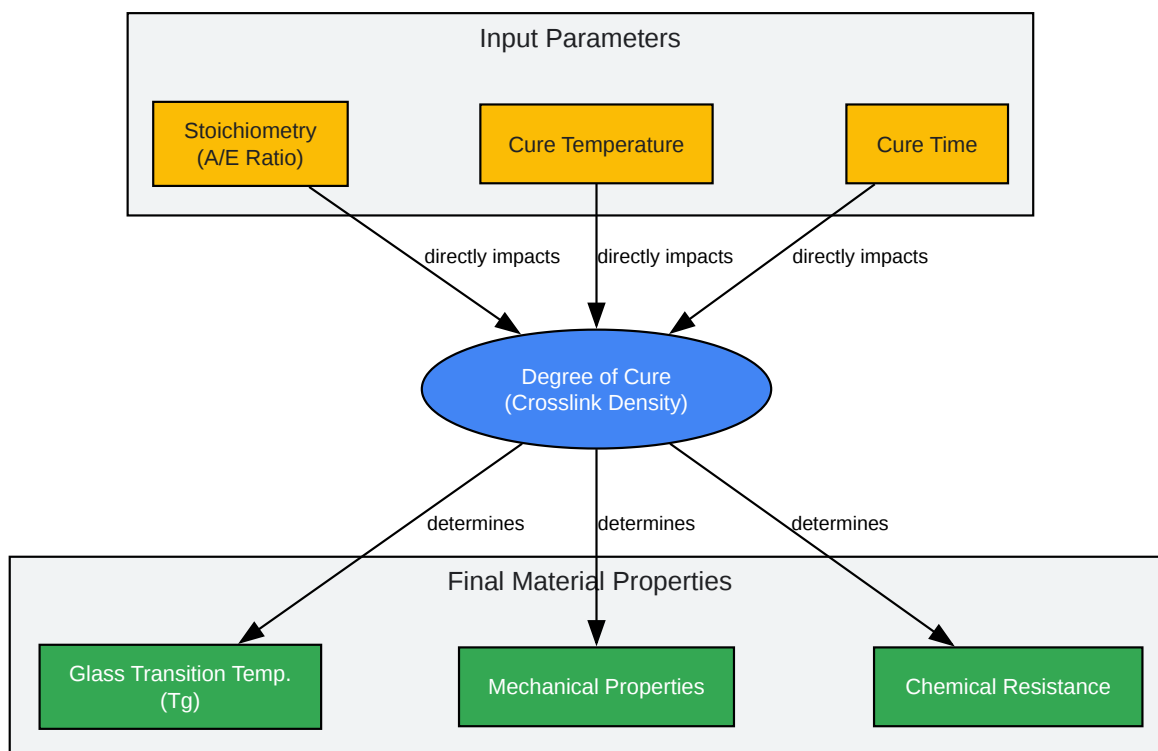 Input Parameters
Stoichiometry
(A/E Ratio)
Cure Temperature
Cure Time
directly impacts
directly impacts
directly impacts
Degree of Cure
(Crosslink Density)
determines
determines
determines
Final Material Properties
Glass Transition Temp.
(Tg)
Mechanical Properties
Chemical Resistance